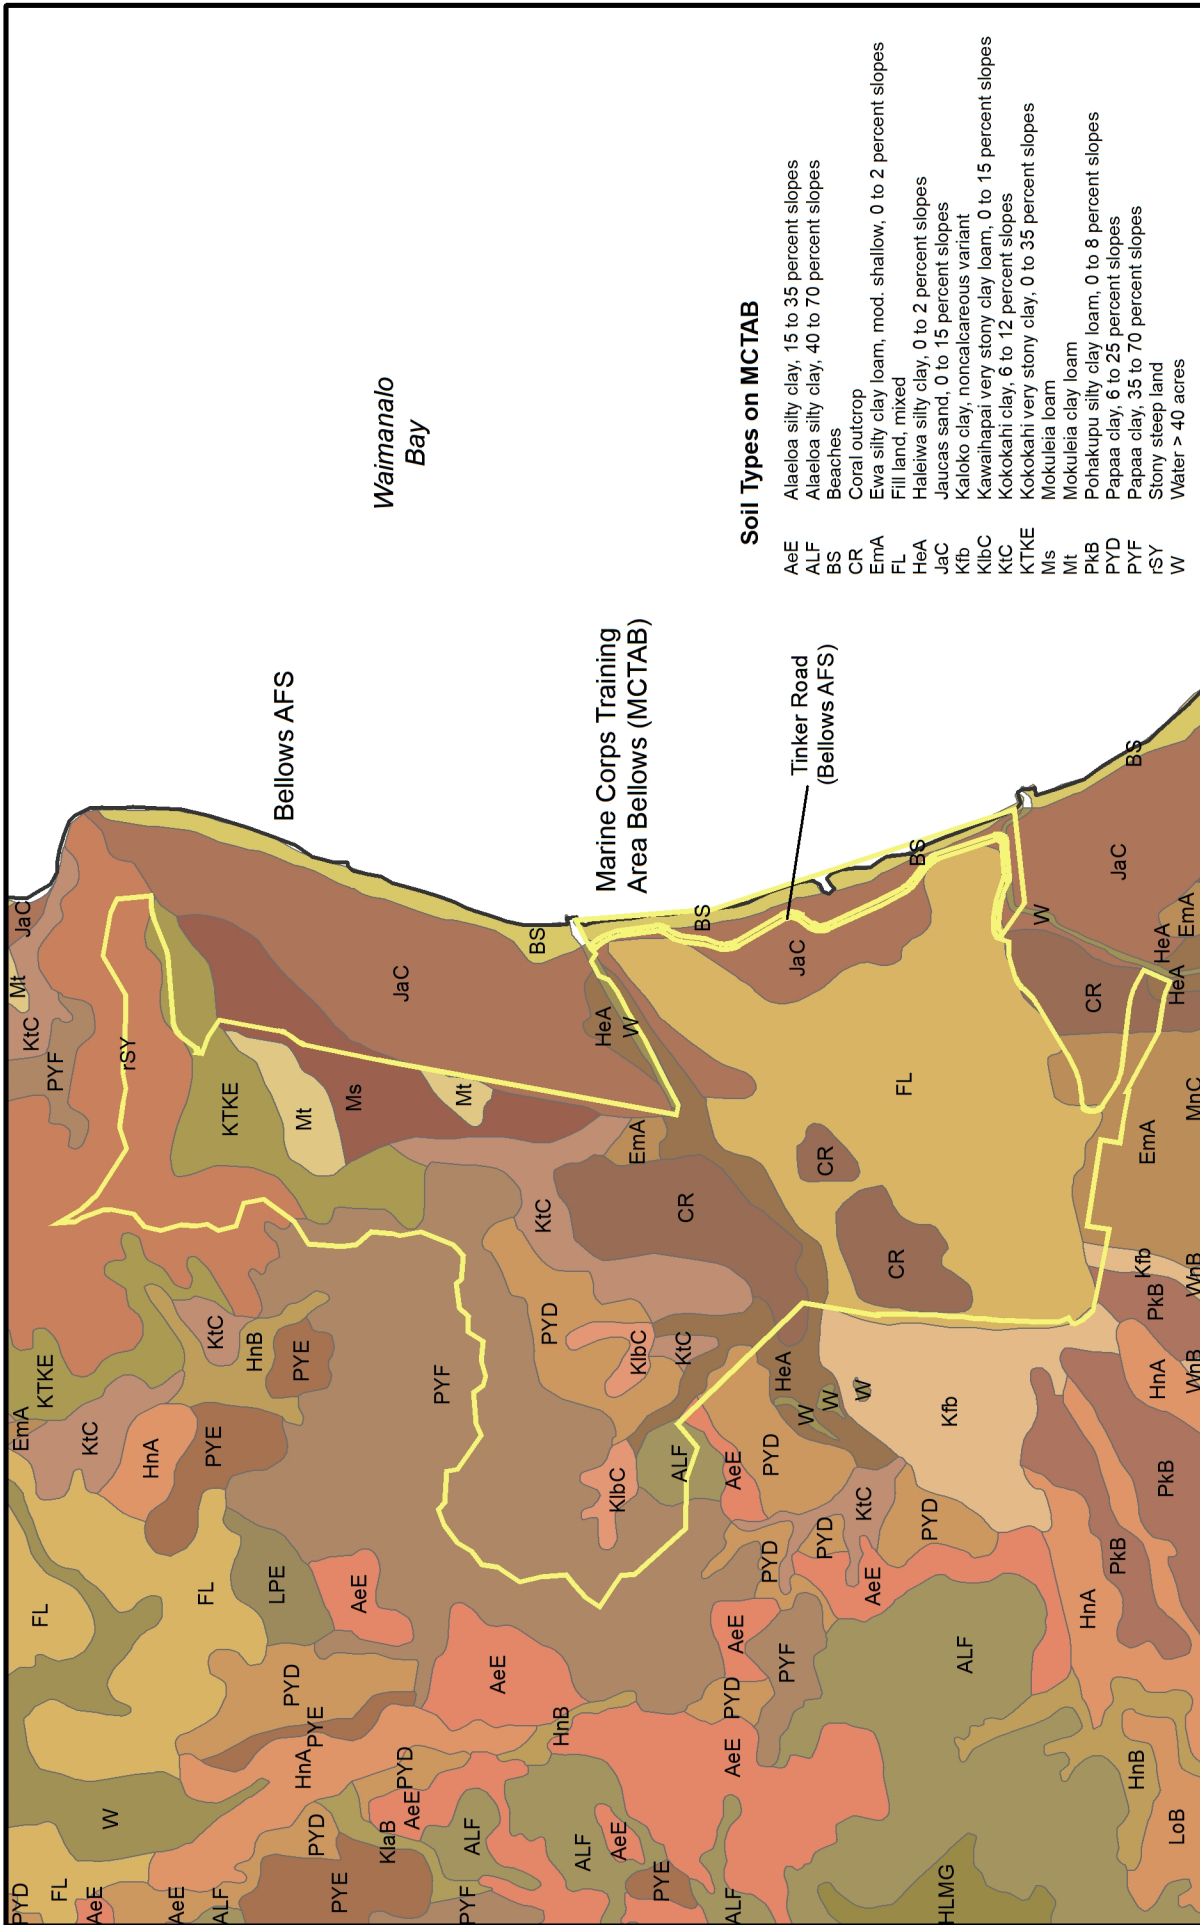 PYD
EmA
Mt
JaC
KtC
FL
KTKE
FL
PYF
AeE
KtC
W
rSY
HnA
AeE
FL
PYE
KtC
ALF
KTKE
HnB
LPE
PYD
PYE
HnA
PYE
Mt
PYD
PYE
AeE
Ms
KlaB
PYD
AeE
JaC
PYF
PYF
ALF
Mt
AeE
BS
KtC
PYD
HnB
ALF
HeA
AeE
KlbC
W
KlbC
EmA
PYE
ALF
KtC
CR
BS
ALF
AeE
PYD
AeE
AeE
PYD
PYD
HeA
PYF
JaC
W
PYD
W
CR
W
KtC
AeE
CR
FL
BS
PYD
HLMG
Kfb
ALF
W
HnA
CR
PkB
JaC
HnB
BS
Kfb
EmA
PkB
HnA
HeA
PkB
LoB
HeA
EmA
WnB
WnB
MnC
Bellows AFS
Waimanalo
Bay
Marine Corps Training
Area Bellows (MCTAB)
Tinker Road
(Bellows AFS)
Soil Types on MCTAB
AeE Alaeloa silty clay, 15 to 35 percent slopes
ALF Alaeloa silty clay, 40 to 70 percent slopes
BS Beaches
CR Coral outcrop
EmA Ewa silty clay loam, mod. shallow, 0 to 2 percent slopes
FL Fill land, mixed
HeA Haleiwa silty clay, 0 to 2 percent slopes
JaC Jaucas sand, 0 to 15 percent slopes
Kfb Kaloko clay, noncalcareous variant
KlbC Kawaihapai very stony clay loam, 0 to 15 percent slopes
KtC Kokokahi clay, 6 to 12 percent slopes
KTKE Kokokahi very stony clay, 0 to 35 percent slopes
Ms Mokuleia loam
Mt Mokuleia clay loam
PkB Pohakupu silty clay loam, 0 to 8 percent slopes
PYD Papaa clay, 6 to 25 percent slopes
PYF Papaa clay, 35 to 70 percent slopes
rSY Stony steep land
W Water > 40 acres